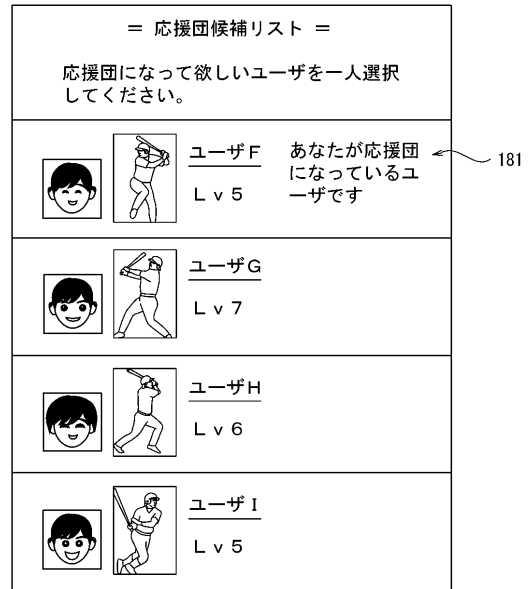 = 応援団候補リスト =
応援団になって欲しいユーザを一人選択
してください。
ユーザF
Lv5
あなたが応援団
になっているユ
ーザです
181
ユーザG
Lv7
ユーザH
Lv6
ユーザI
Lv5